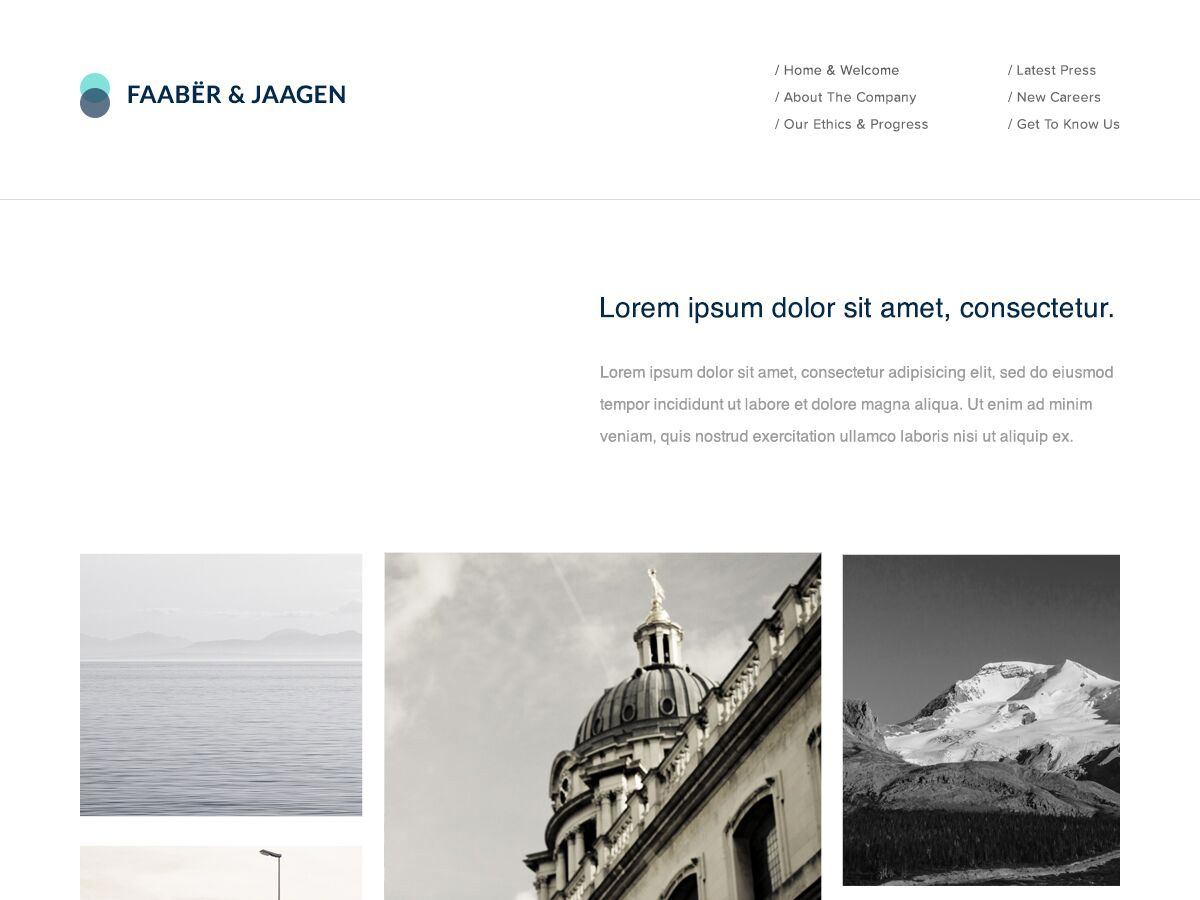 FAABËR & JAAGEN
/ Home & Welcome
/ About The Company
/ Our Ethics & Progress
/ Latest Press
/ New Careers
/ Get To Know Us
Lorem ipsum dolor sit amet, consectetur.
Lorem ipsum dolor sit amet, consectetur adipisicing elit, sed do eiusmod
tempor incididunt ut labore et dolore magna aliqua. Ut enim ad minim
veniam, quis nostrud exercitation ullamco laboris nisi ut aliquip ex.